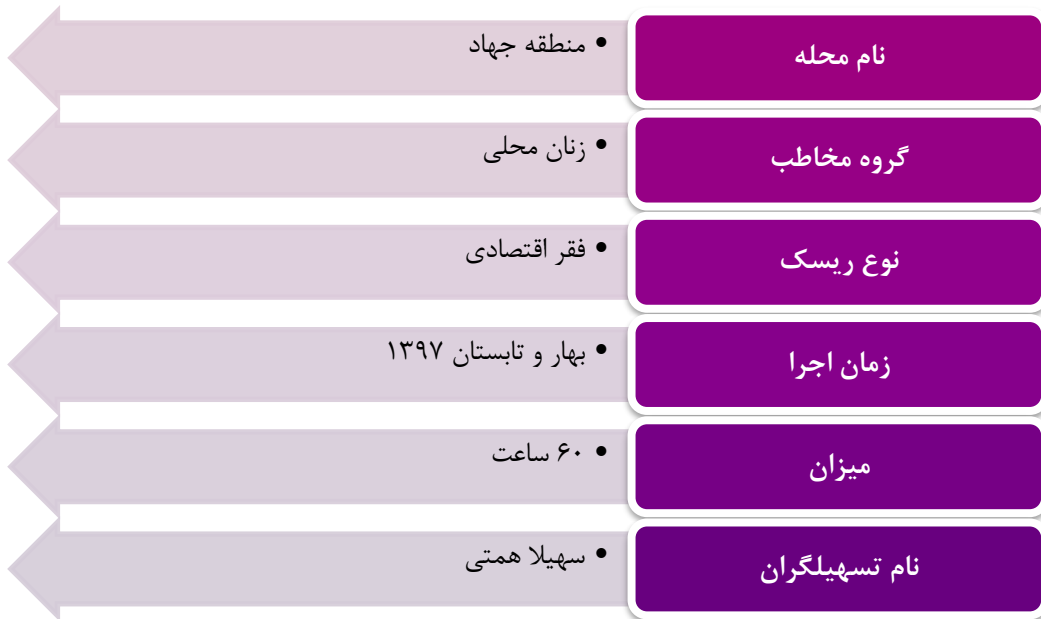 نام محله
• منطقه جهاد
گروه مخاطب
• زنان محلی
نوع ریسک
• فقر اقتصادی
زمان اجرا
• بهار و تابستان ۱۳۹۷
میزان
• ۶۰ ساعت
نام تسهیلگران
• سهیلا همتی